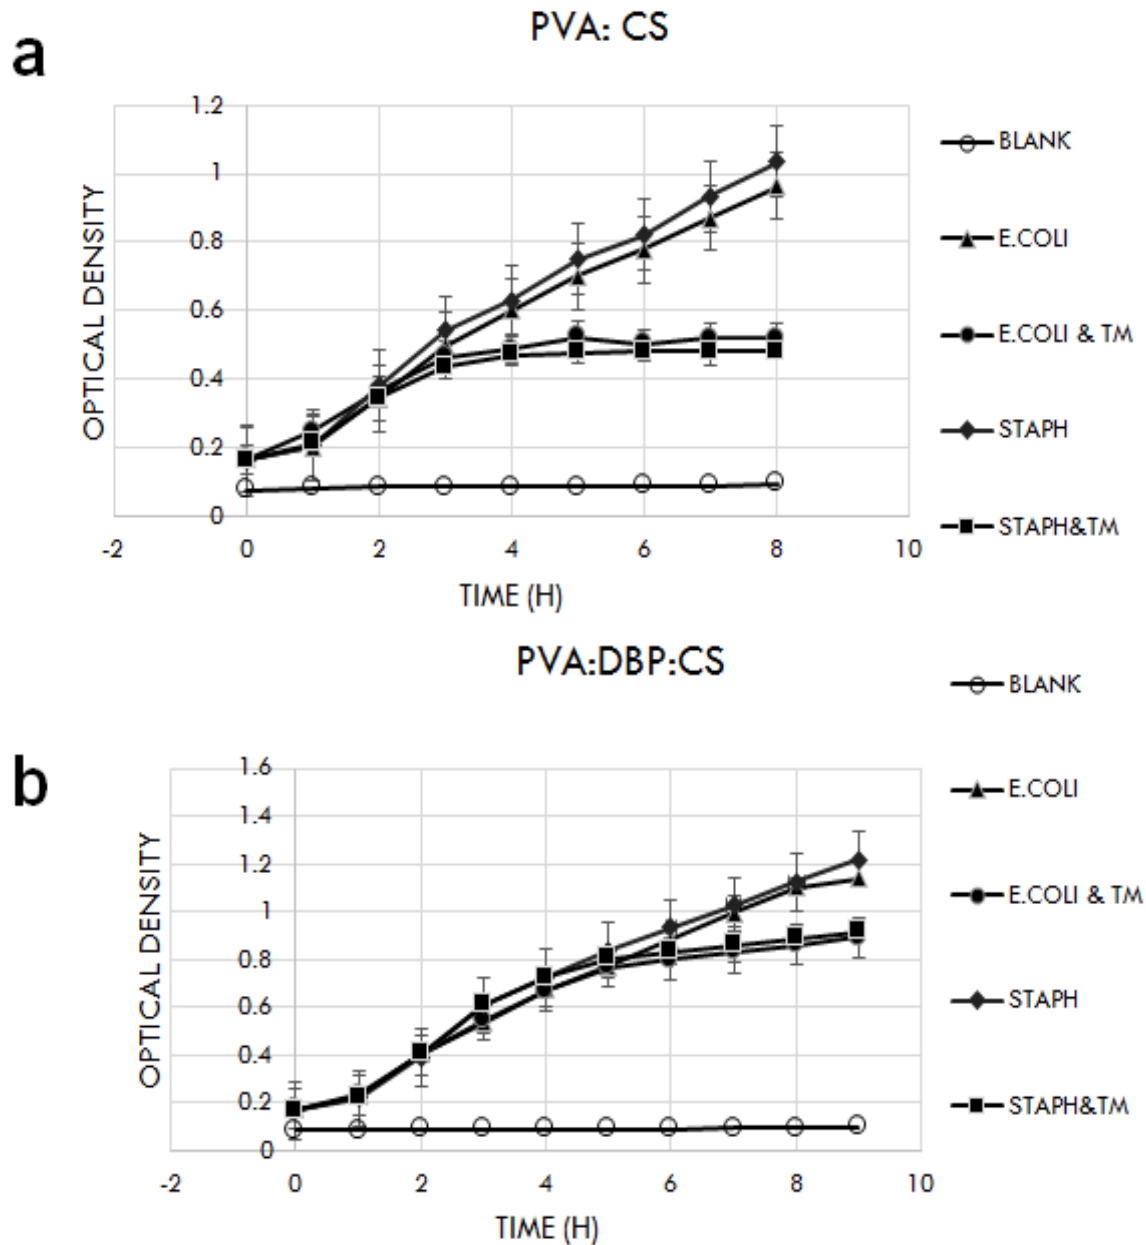 PVA: CS
a
1.2
1
0.8
0.6
0.4
0.2
0
OPTICAL DENSITY
-2 0 2 4 6 8 10
TIME (H)
BLANK
E.COLI
E.COLI & TM
STAPH
STAPH&TM
PVA:DBP:CS
b
1.6
1.4
1.2
1
0.8
0.6
0.4
0.2
0
OPTICAL DENSITY
-2 0 2 4 6 8 10
TIME (H)
BLANK
E.COLI
E.COLI & TM
STAPH
STAPH&TM